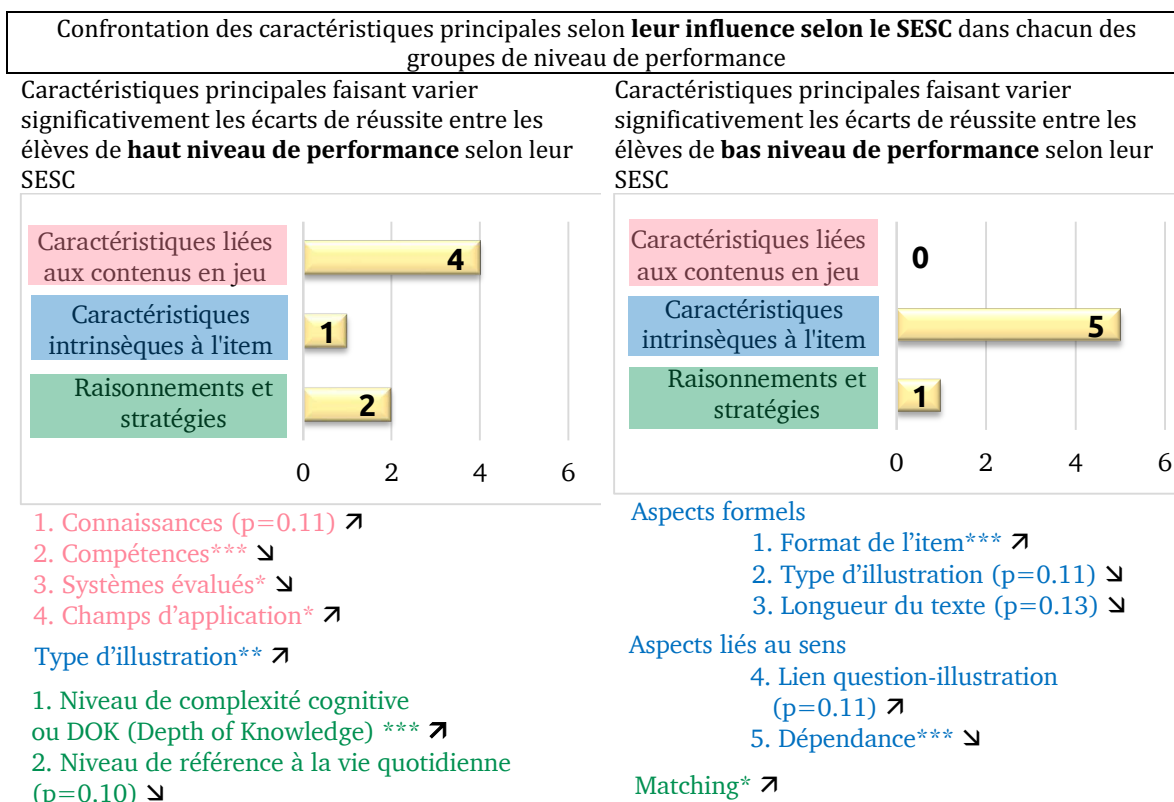 Confrontation des caractéristiques principales selon leur influence selon le SESC dans chacun des
groupes de niveau de performance
Caractéristiques principales faisant varier
significativement les écarts de réussite entre les
élèves de haut niveau de performance selon leur
SESC
Caractéristiques liées
aux contenus en jeu
4
Caractéristiques
intrinsèques à l'item
1
Raisonnements et
stratégies
2
0 2 4 6
1. Connaissances (p=0.11) ↗
2. Compétences*** ↘
3. Systèmes évalués* ↘
4. Champs d’application* ↗
Type d’illustration** ↗
1. Niveau de complexité cognitive
ou DOK (Depth of Knowledge) *** ↗
2. Niveau de référence à la vie quotidienne
(p=0.10) ↘
Caractéristiques principales faisant varier
significativement les écarts de réussite entre les
élèves de bas niveau de performance selon leur
SESC
Caractéristiques liées
aux contenus en jeu
0
Caractéristiques
intrinsèques à l'item
5
Raisonnements et
stratégies
1
0 2 4 6
Aspects formels
1. Format de l’item*** ↗
2. Type d’illustration (p=0.11) ↘
3. Longueur du texte (p=0.13) ↘
Aspects liés au sens
4. Lien question-illustration
(p=0.11) ↗
5. Dépendance*** ↘
Matching* ↗